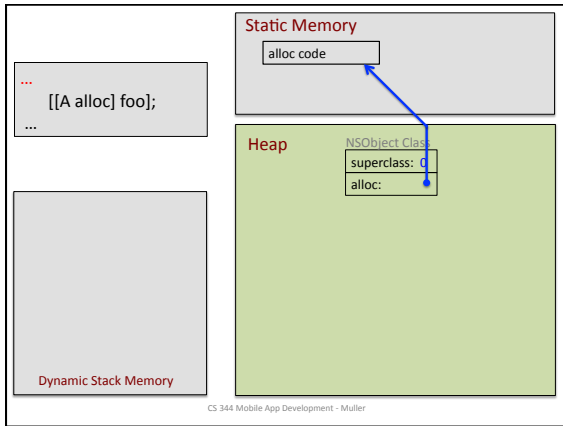 Static Memory
alloc code
...
[[A alloc] foo];
...
Heap
NSObject Class
superclass: 0
alloc:
Dynamic Stack Memory
CS 344 Mobile App Development - Muller